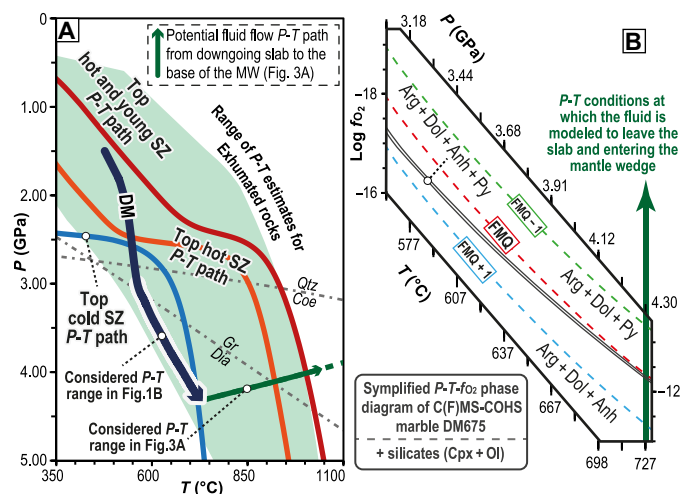 A
Potential fluid flow P-T path
from downgoing slab to the
base of the MW (Fig. 3A)
0
1.00
2.00
3.00
4.00
5.00
P (GPa)
350
600
850
1100
T (°C)
Top
hot and young SZ
P-T path
Range of P-T estimates for
Exhumated rocks
DM
Top hot SZ
P-T path
Qtz
Coe
Top
cold SZ
P-T path
Gr
Dia
Considered P-T
range in Fig.1B
Considered P-T
range in Fig.3A
B
P (GPa)
3.18
3.44
3.68
3.91
4.12
4.30
Log fO2
-18
-16
-12
T (°C)
577
607
637
667
698
727
Arg + Dol + Anh + Py
FMQ-1
FMQ
FMQ+1
Arg + Dol + Py
Arg + Dol + Anh
P-T conditions at
which the fluid is
modeled to leave the
slab and entering the
mantle wedge
Symplified P-T-fO2 phase
diagram of C(F)MS-COHS
marble DM675
+ silicates (Cpx + Ol)